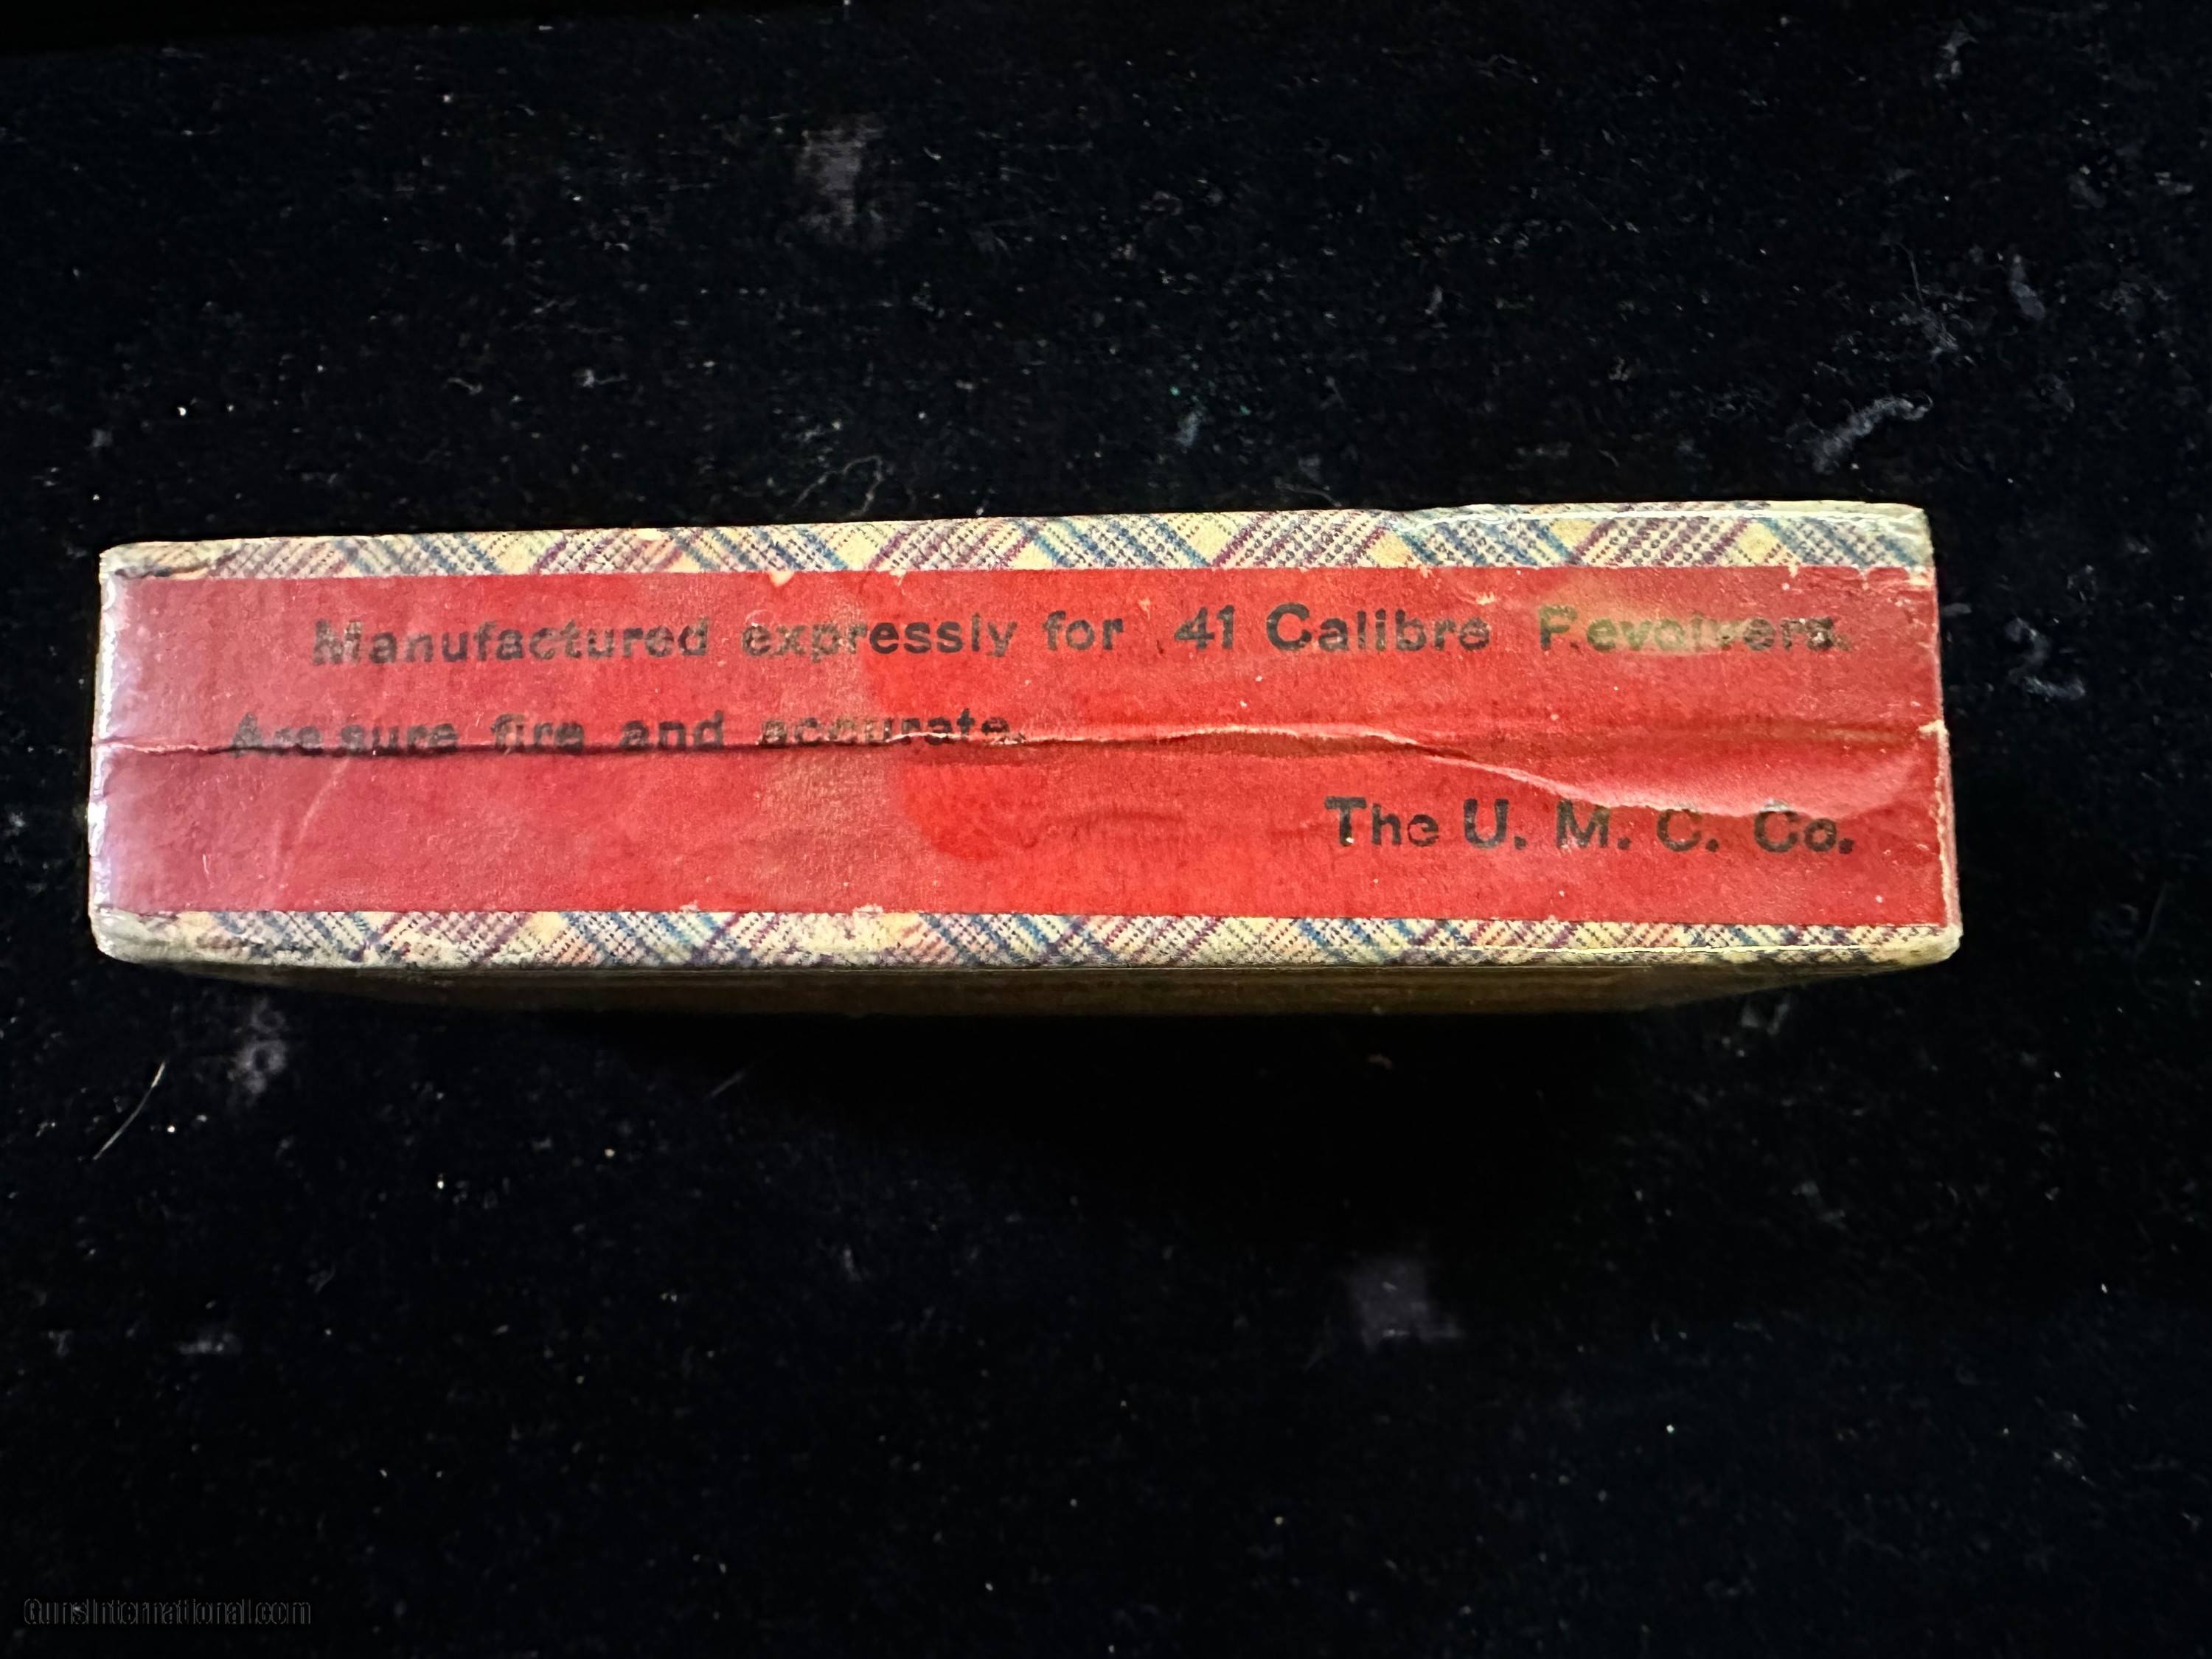 Manufactured expressly for 41 Calibre Revolvers.
Are sure fire and accurate.
The U. M. C. Co.
GunsInternational.com